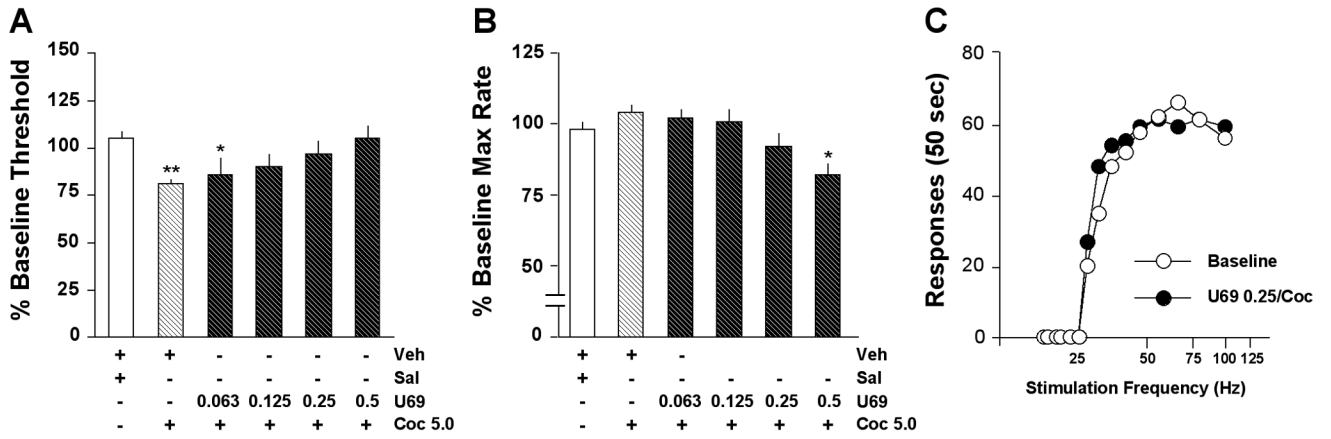 A
% Baseline Threshold
150
125
100
75
50
25
0
**
*
+ + - - - - Veh
+ - - - - - Sal
- - 0.063 0.125 0.25 0.5 U69
- + + + + + Coc 5.0
B
% Baseline Max Rate
125
100
75
50
0
*
+ + - Veh
+ - - - - - Sal
- - 0.063 0.125 0.25 0.5 U69
- + + + + + Coc 5.0
C
Responses (50 sec)
80
60
40
20
0
Baseline
U69 0.25/Coc
25 50 75 100 125
Stimulation Frequency (Hz)